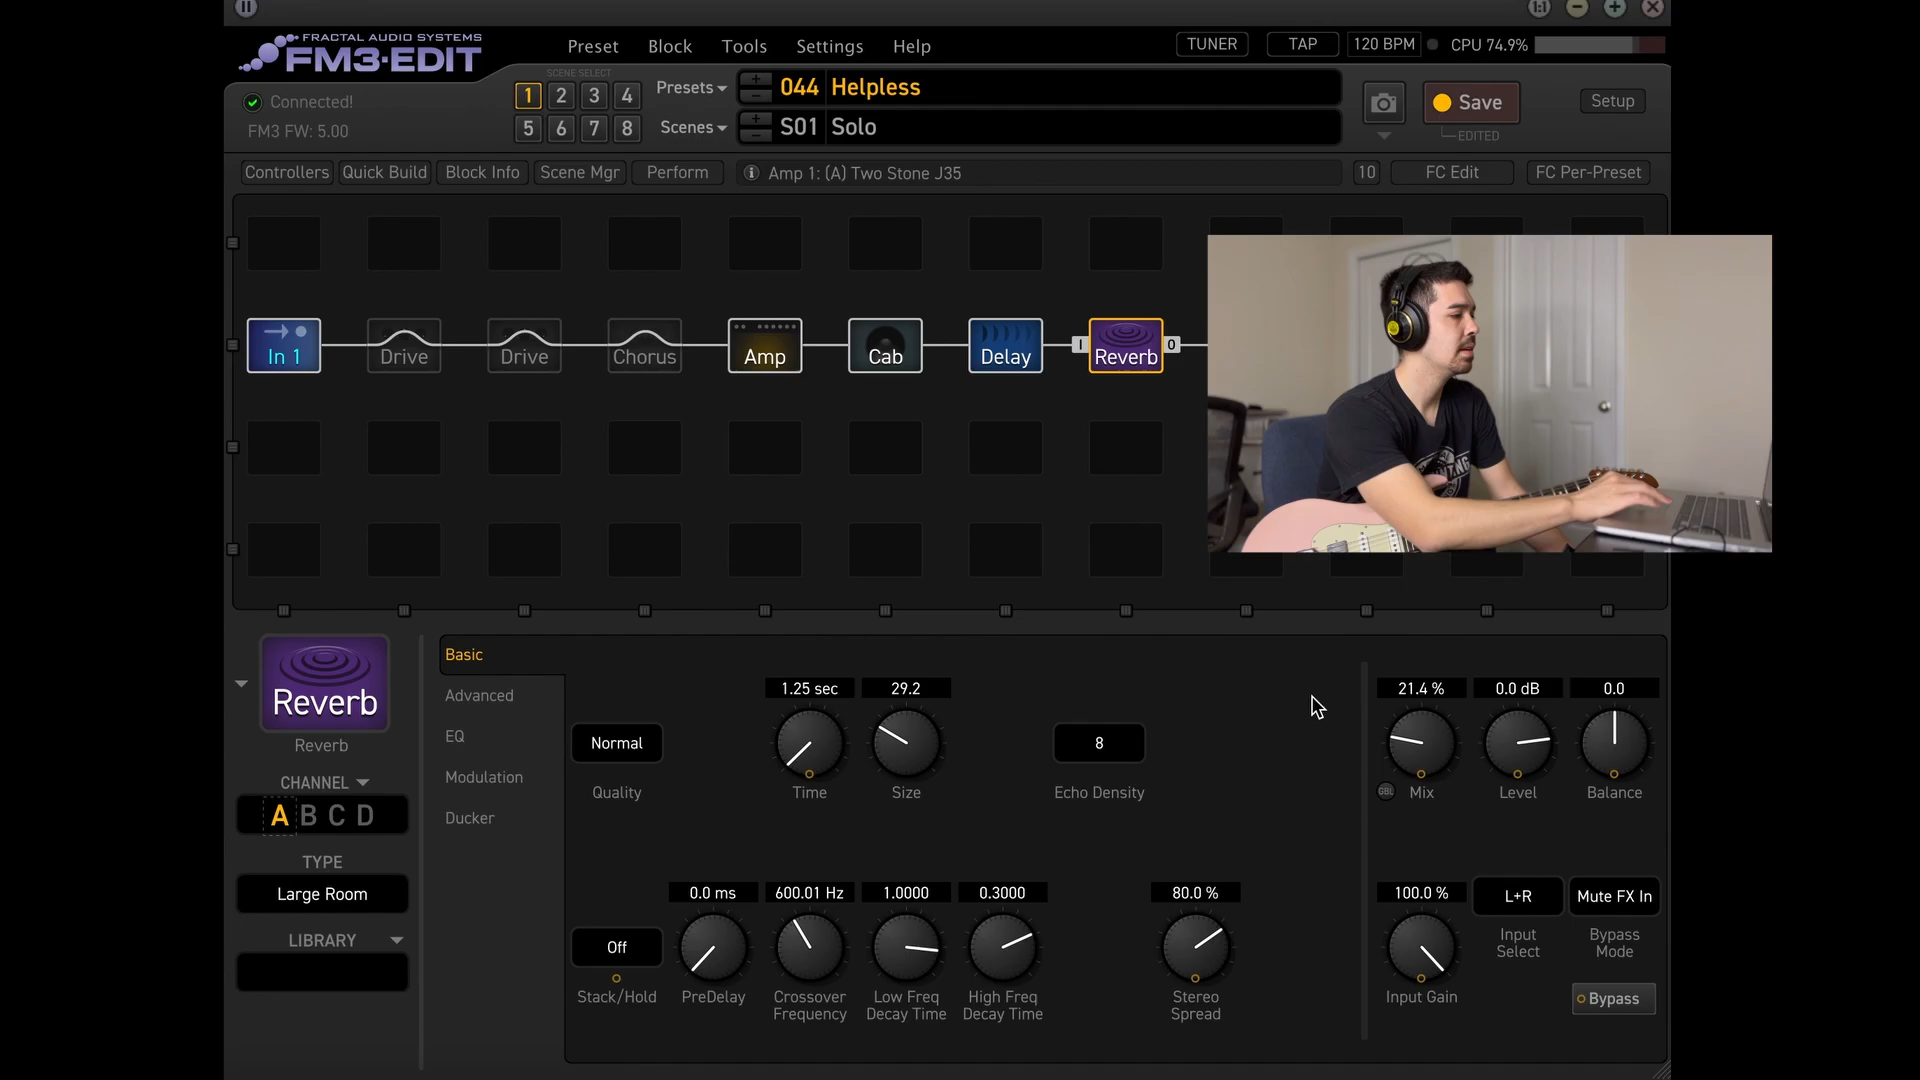 FRACTAL AUDIO SYSTEMS
FM3·EDIT
Preset Block Tools Settings Help
TUNER TAP 120 BPM CPU 74.9%
1:1
SCENE SELECT
1 2 3 4
5 6 7 8
Presets 044 Helpless
Scenes S01 Solo
Connected!
FM3 FW: 5.00
Save
EDITED
Setup
Controllers Quick Build Block Info Scene Mgr Perform Amp 1: (A) Two Stone J35 10 FC Edit FC Per-Preset
In 1 Drive Drive Chorus Amp Cab Delay I Reverb O
Reverb
Reverb
CHANNEL
A B C D
TYPE
Large Room
LIBRARY
Basic
Advanced
EQ
Modulation
Ducker
1.25 sec 29.2 21.4 % 0.0 dB 0.0
Normal 8
Quality Time Size Echo Density GBL Mix Level Balance
0.0 ms 600.01 Hz 1.0000 0.3000 80.0 % 100.0 % L+R Mute FX In
Off
Stack/Hold PreDelay Crossover Frequency Low Freq Decay Time High Freq Decay Time Stereo Spread Input Gain Input Select Bypass Mode
Bypass